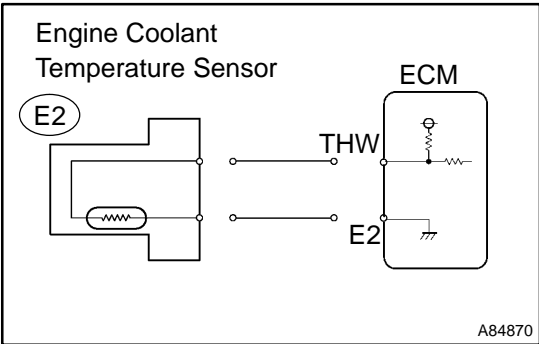 Engine Coolant
Temperature Sensor
ECM
E2
THW
E2
A84870